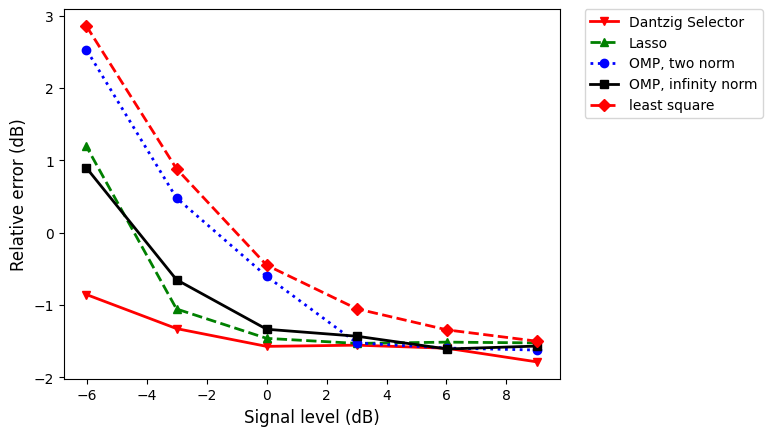 3
2
1
0
−1
−2
Relative error (dB)
−6
−4
−2
0
2
4
6
8
Signal level (dB)
Dantzig Selector
Lasso
OMP, two norm
OMP, infinity norm
least square